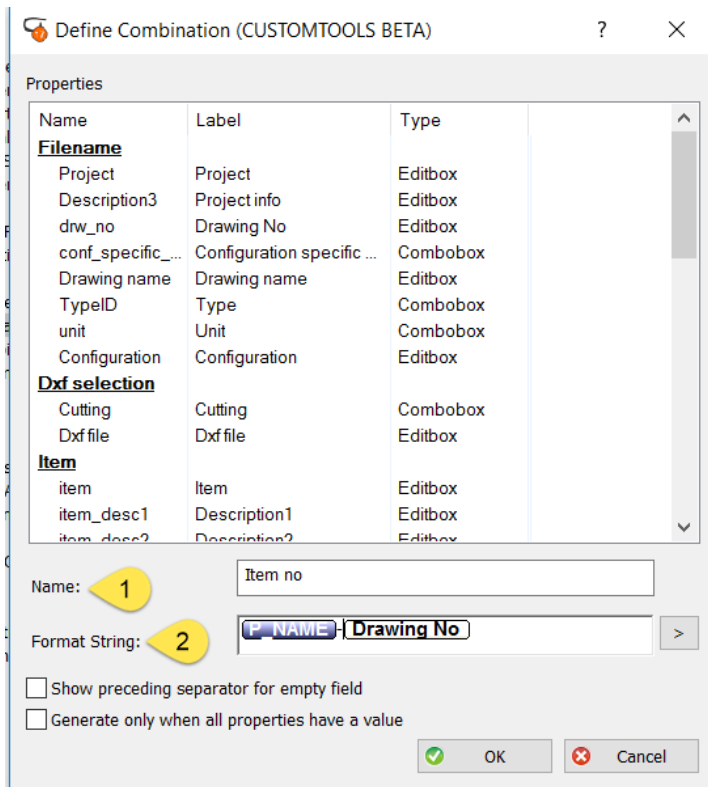 Define Combination (CUSTOMTOOLS BETA) ? ×
Properties
Name Label Type
Filename
Project Project Editbox
Description3 Project info Editbox
drw_no Drawing No Editbox
conf_specific_... Configuration specific ... Combobox
Drawing name Drawing name Editbox
TypeID Type Combobox
unit Unit Combobox
Configuration Configuration Editbox
Dxf selection
Cutting Cutting Combobox
Dxf file Dxf file Editbox
Item
item Item Editbox
item_desc1 Description1 Editbox
item_desc2 Description2 Editbox
Name: 1 Item no
Format String: 2 P_NAME-Drawing No >
Show preceding separator for empty field
Generate only when all properties have a value
OK Cancel